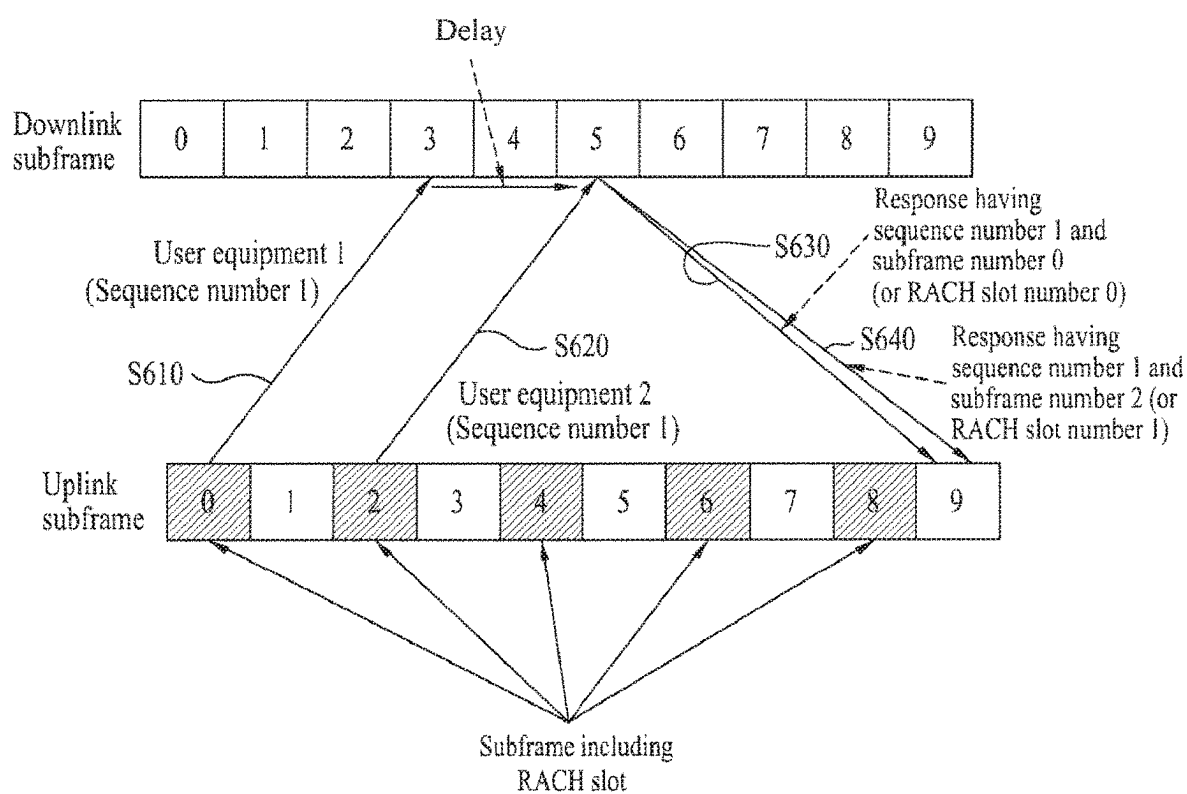 Delay
Downlink
subframe
0 1 2 3 4 5 6 7 8 9
User equipment 1
(Sequence number 1)
S610
S620
User equipment 2
(Sequence number 1)
S630
Response having
sequence number 1 and
subframe number 0
(or RACH slot number 0)
S640
Response having
sequence number 1 and
subframe number 2 (or
RACH slot number 1)
Uplink
subframe
0 1 2 3 4 5 6 7 8 9
Subframe including
RACH slot